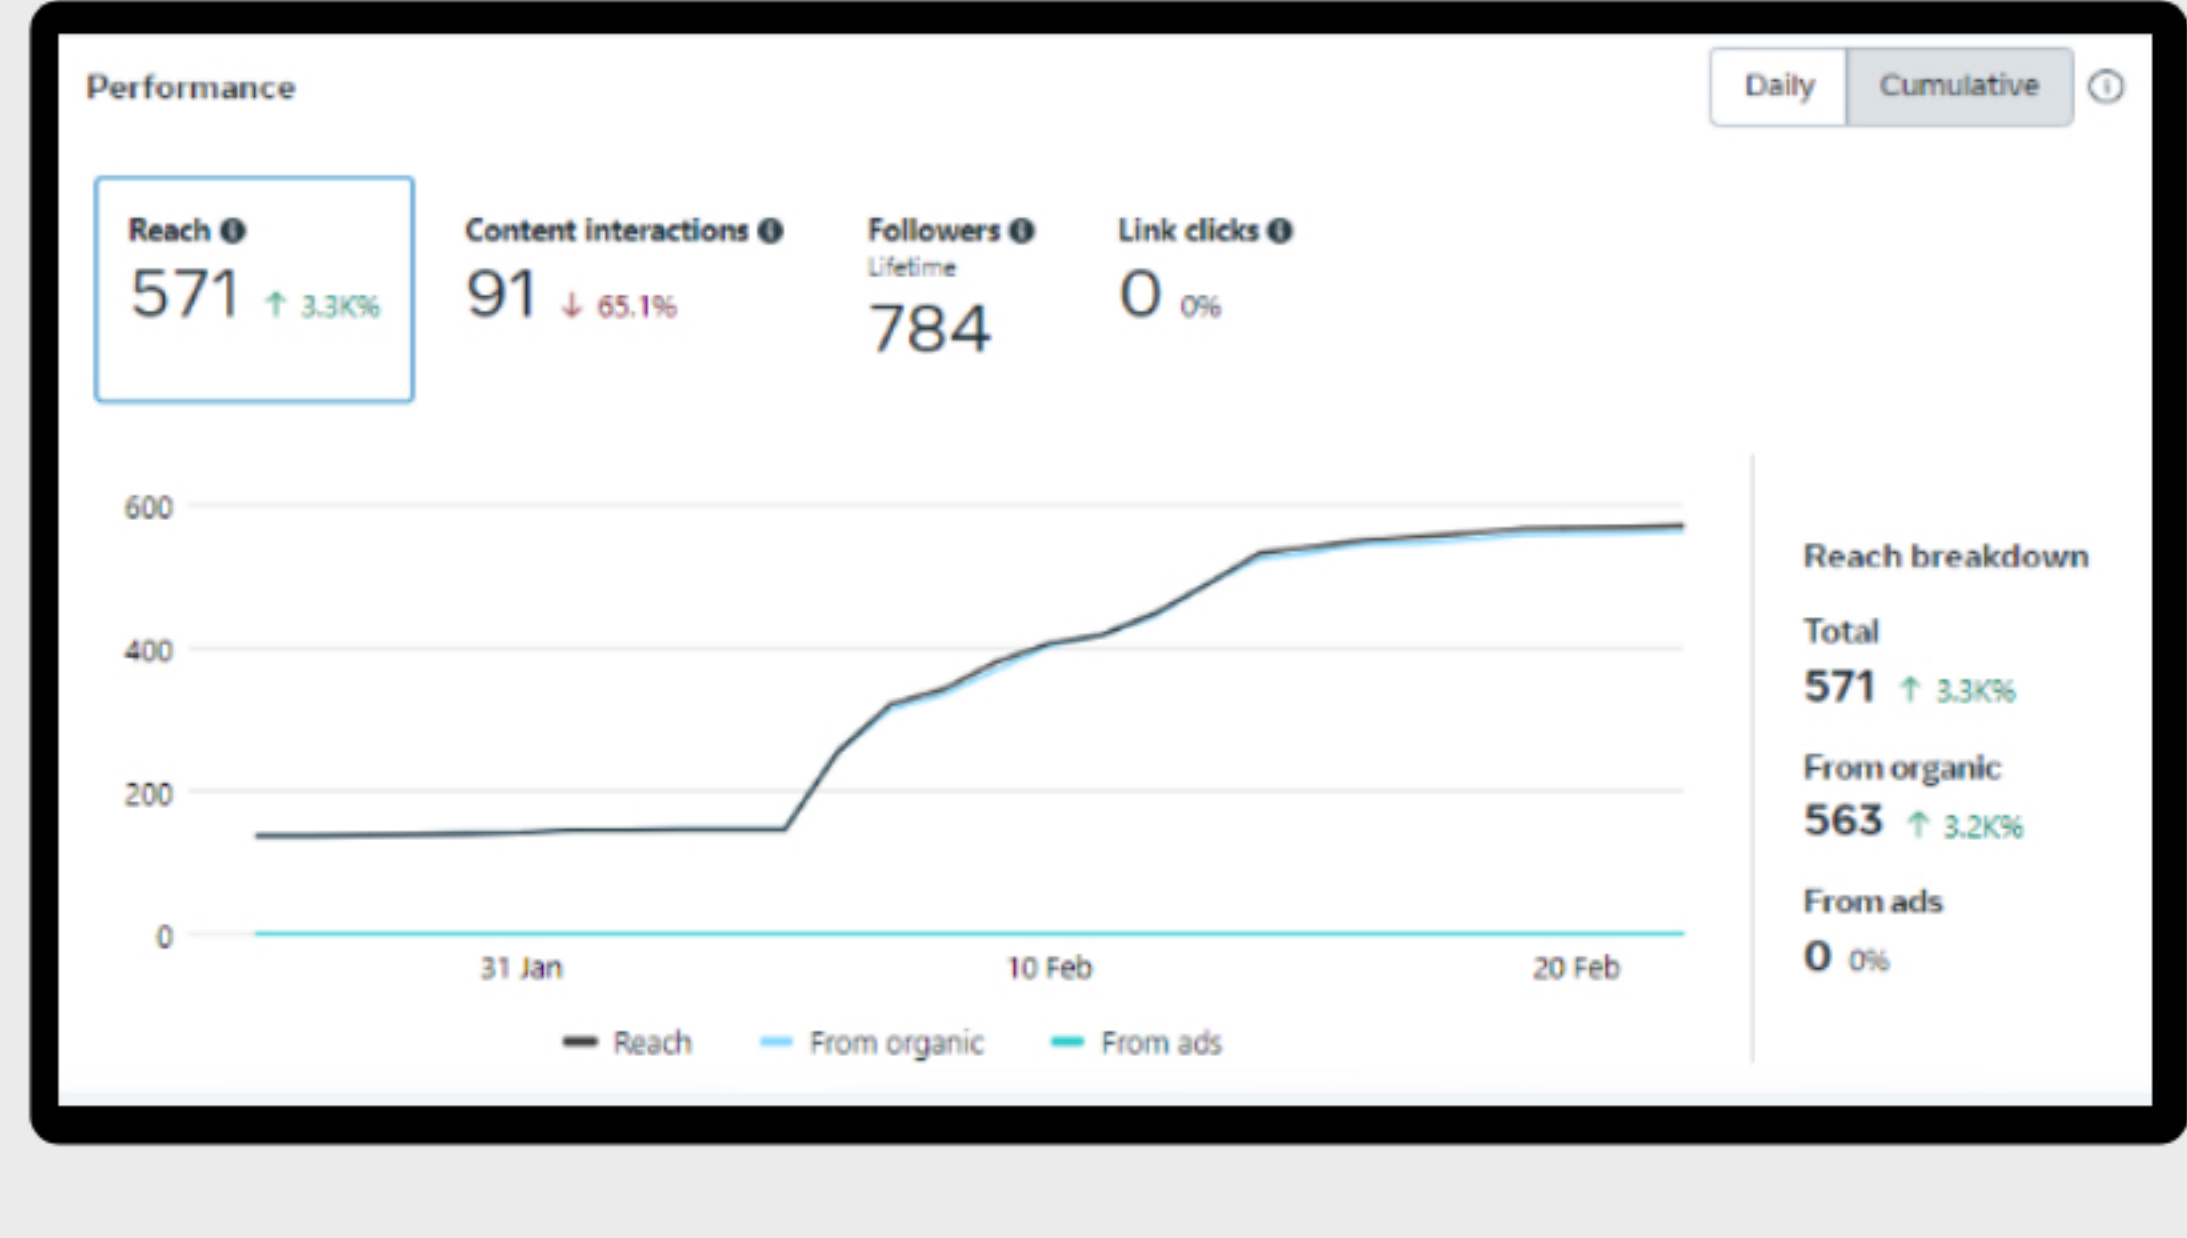 Performance
Daily Cumulative
Reach
571 ↑ 3.3K%
Content interactions
91 ↓ 65.1%
Followers
Lifetime
784
Link clicks
0 0%
600
400
200
0
31 Jan 10 Feb 20 Feb
Reach From organic From ads
Reach breakdown
Total
571 ↑ 3.3K%
From organic
563 ↑ 3.2K%
From ads
0 0%